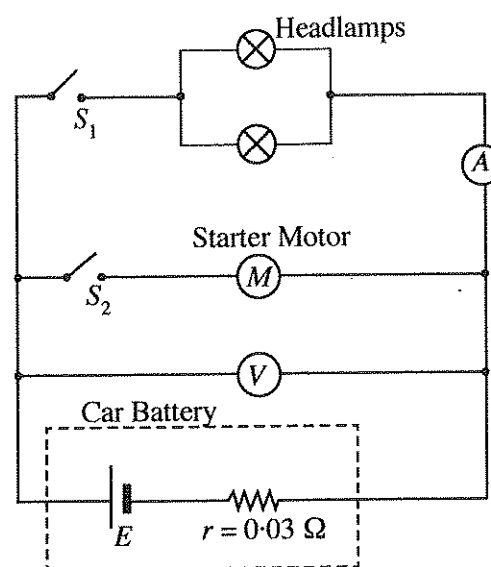 Headlamps
S₁
A
Starter Motor
M
S₂
V
Car Battery
E
r = 0·03 Ω